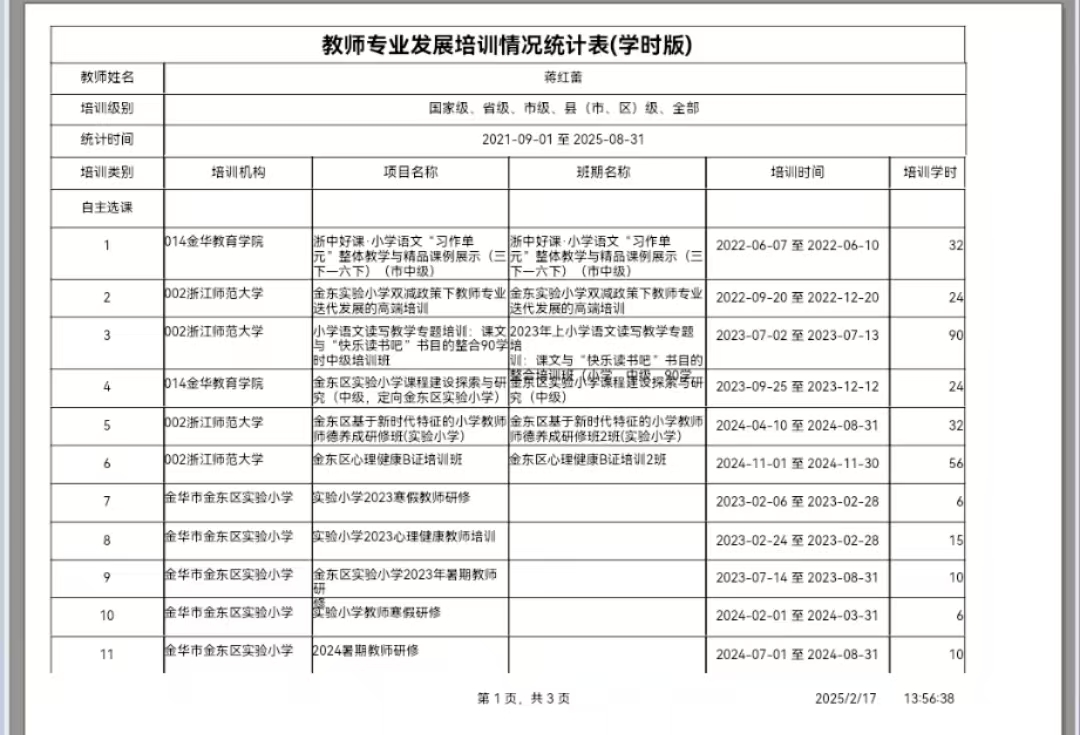 教师专业发展培训情况统计表(学时版)
教师姓名 蒋红蕾
培训级别 国家级、省级、市级、县（市、区）级、全部
统计时间 2021-09-01 至 2025-08-31
培训类别 培训机构 项目名称 班期名称 培训时间 培训学时
自主选课
1 014金华教育学院 浙中好课·小学语文“习作单 浙中好课·小学语文“习作单 2022-06-07 至 2022-06-10 32
元”整体教学与精品课例展示（三 元”整体教学与精品课例展示（三
下一六下）（市中级） 下一六下）（市中级）
2 002浙江师范大学 金东实验小学双减政策下教师专业 金东实验小学双减政策下教师专业 2022-09-20 至 2022-12-20 24
迭代发展的高端培训 迭代发展的高端培训
3 002浙江师范大学 小学语文读写教学专题培训：课文 2023年上小学语文读写教学专题 2023-07-02 至 2023-07-13 90
与“快乐读书吧”书目的整合90学 培
时中级培训班 训：课文与“快乐读书吧”书目的
整合培训班（小学、中级、90学
4 014金华教育学院 金东区实验小学课程建设探索与研 金东区实验小学课程建设探索与研 2023-09-25 至 2023-12-12 24
究（中级，定向金东区实验小学） 究（中级）
5 002浙江师范大学 金东区基于新时代特征的小学教师 金东区基于新时代特征的小学教师 2024-04-10 至 2024-08-31 32
师德养成研修班(实验小学） 师德养成研修班2班(实验小学）
6 002浙江师范大学 金东区心理健康B证培训班 金东区心理健康B证培训2班 2024-11-01 至 2024-11-30 56
7 金华市金东区实验小学 实验小学2023寒假教师研修 2023-02-06 至 2023-02-28 6
8 金华市金东区实验小学 实验小学2023心理健康教师培训 2023-02-24 至 2023-02-28 15
9 金华市金东区实验小学 金东区实验小学2023年暑期教师 2023-07-14 至 2023-08-31 10
研
修
10 金华市金东区实验小学 实验小学教师寒假研修 2024-02-01 至 2024-03-31 6
11 金华市金东区实验小学 2024暑期教师研修 2024-07-01 至 2024-08-31 10
第 1 页，共 3 页 2025/2/17 13:56:38